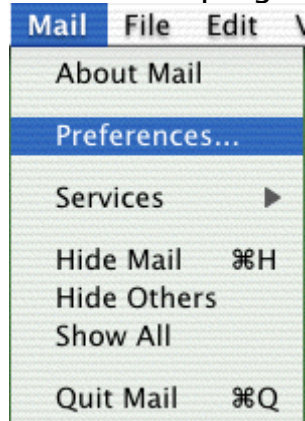 Mail File Edit
About Mail
Preferences...
Services
Hide Mail ⌘H
Hide Others
Show All
Quit Mail ⌘Q